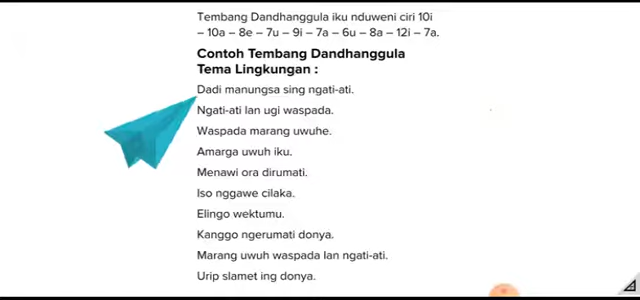 Tembang Dandhanggula iku nduweni ciri 10i
– 10a – 8e – 7u – 9i – 7a – 6u – 8a – 12i – 7a.
Contoh Tembang Dandhanggula
Tema Lingkungan :
Dadi manungsa sing ngati-ati.
Ngati-ati lan ugi waspada.
Waspada marang uwuhe.
Amarga uwuh iku.
Menawi ora dirumati.
Iso nggawe cilaka.
Elingo wektumu.
Kanggo ngerumati donya.
Marang uwuh waspada lan ngati-ati.
Urip slamet ing donya.